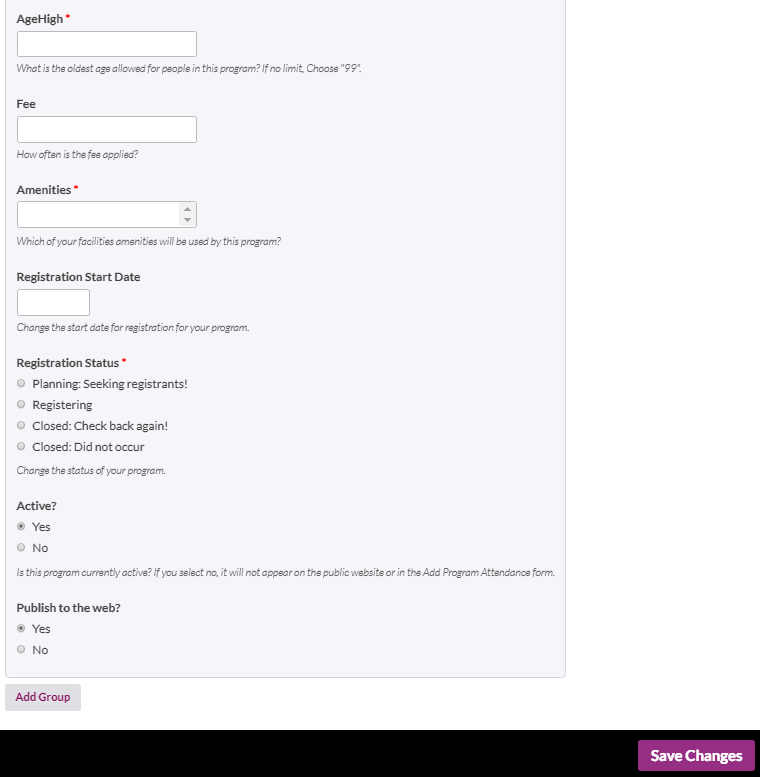 AgeHigh *
What is the oldest age allowed for people in this program? If no limit, Choose "99".
Fee
How often is the fee applied?
Amenities *
Which of your facilities amenities will be used by this program?
Registration Start Date
Change the start date for registration for your program.
Registration Status *
Planning: Seeking registrants!
Registering
Closed: Check back again!
Closed: Did not occur
Change the status of your program.
Active?
Yes
No
Is this program currently active? If you select no, it will not appear on the public website or in the Add Program Attendance form.
Publish to the web?
Yes
No
Add Group
Save Changes